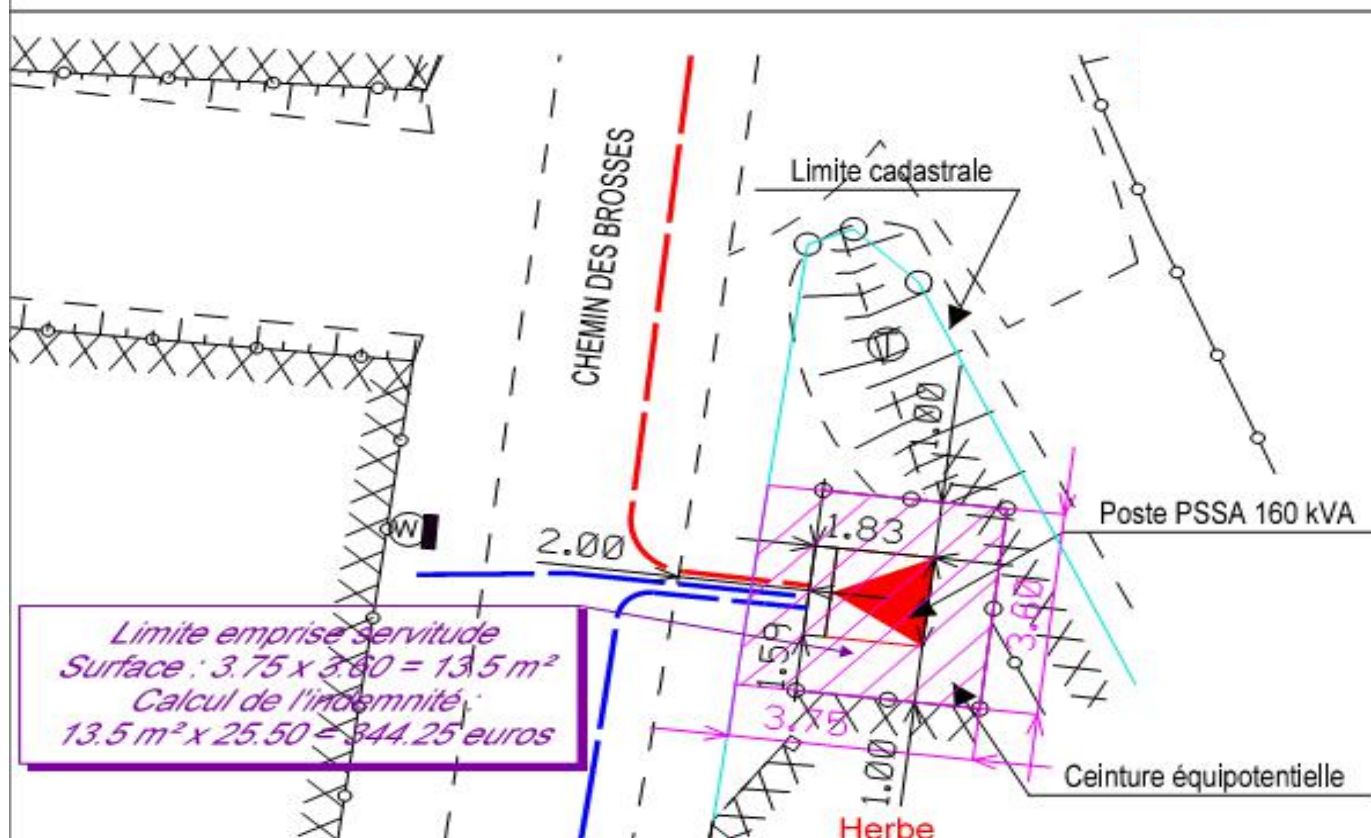 Limite cadastrale
CHEMIN DES BROSSES
1.00
Poste PSSA 160 kVA
1.83
2.00
W
3.60
1.59
Limite emprise servitude
Surface : 3.75 x 3.60 = 13.5 m²
Calcul de l'indemnité :
13.5 m² x 25.50 = 344.25 euros
3.75
1.00
Ceinture équipotentielle
Herbe